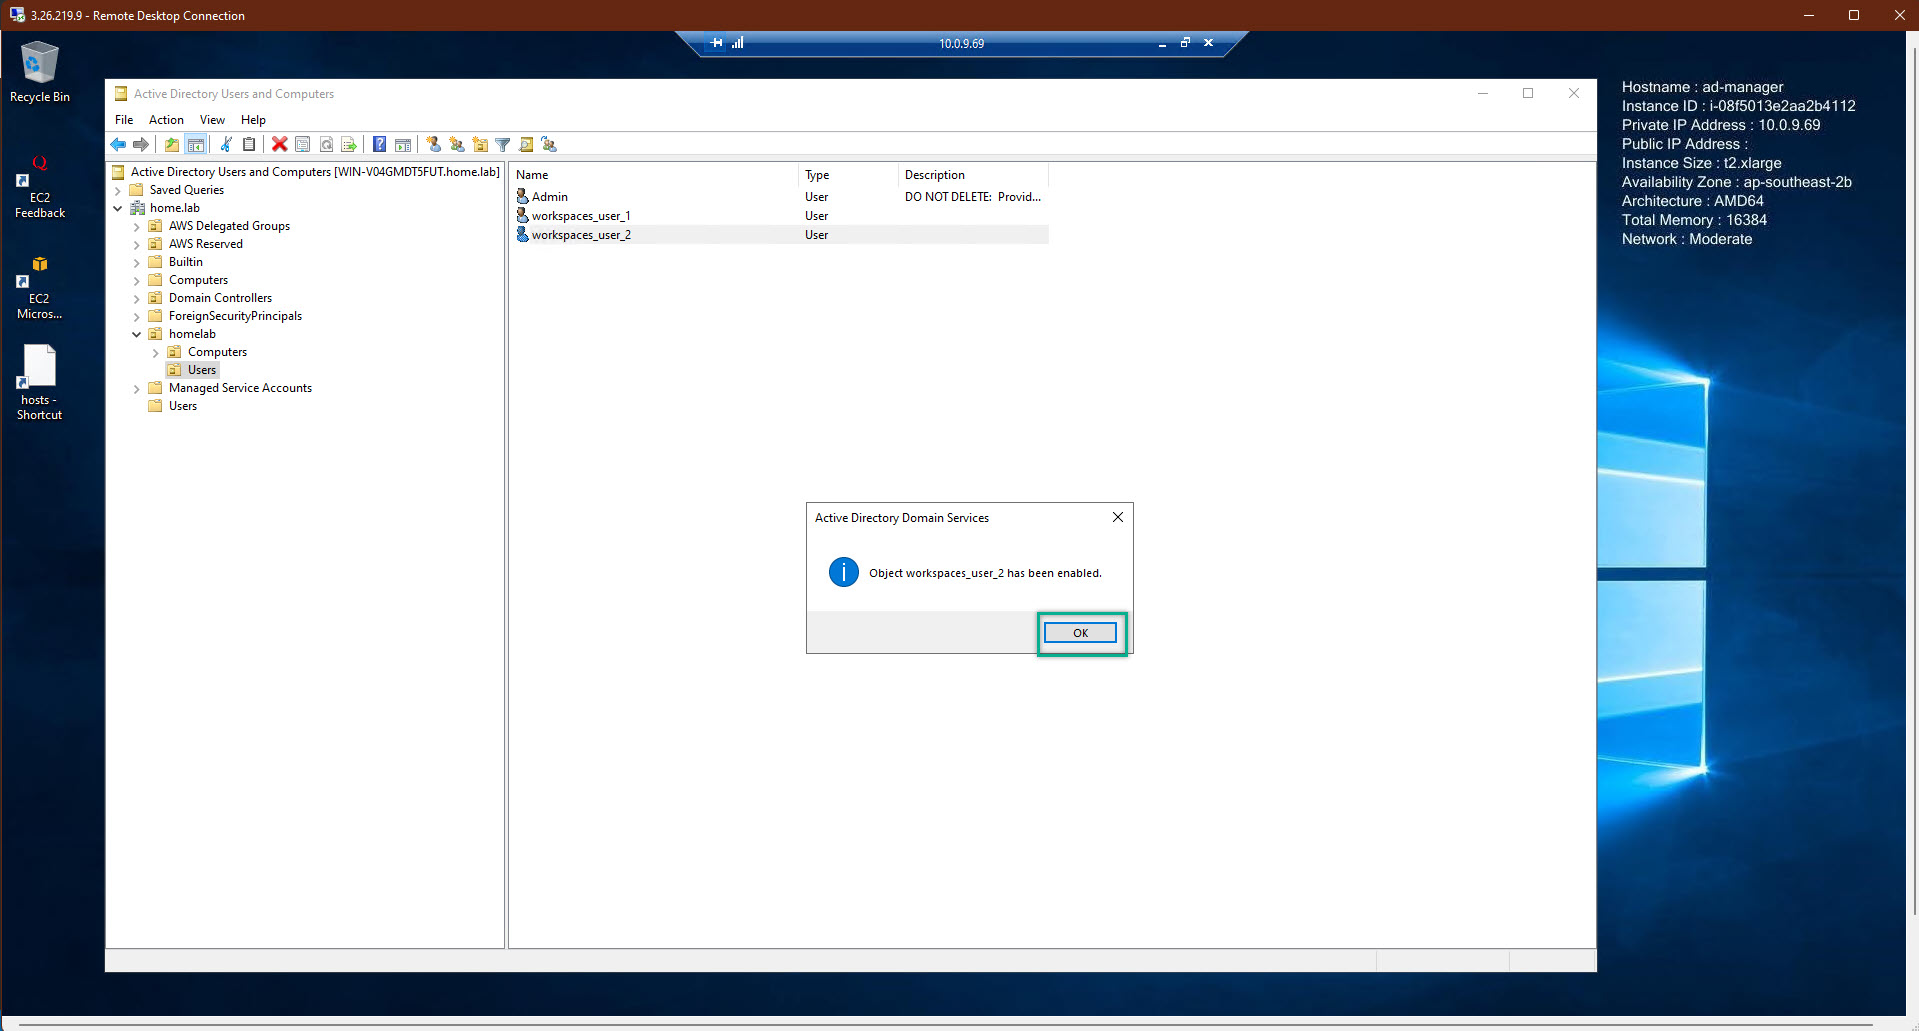 3.26.219.9 - Remote Desktop Connection
10.0.9.69
Recycle Bin
EC2
Feedback
EC2
Micros...
hosts -
Shortcut
Active Directory Users and Computers
File Action View Help
Active Directory Users and Computers [WIN-V04GMDT5FUT.home.lab]
Saved Queries
home.lab
AWS Delegated Groups
AWS Reserved
Builtin
Computers
Domain Controllers
ForeignSecurityPrincipals
homelab
Computers
Users
Managed Service Accounts
Users
Name Type Description
Admin User DO NOT DELETE: Provid...
workspaces_user_1 User
workspaces_user_2 User
Active Directory Domain Services
Object workspaces_user_2 has been enabled.
OK
Hostname : ad-manager
Instance ID : i-08f5013e2aa2b4112
Private IP Address : 10.0.9.69
Public IP Address :
Instance Size : t2.xlarge
Availability Zone : ap-southeast-2b
Architecture : AMD64
Total Memory : 16384
Network : Moderate